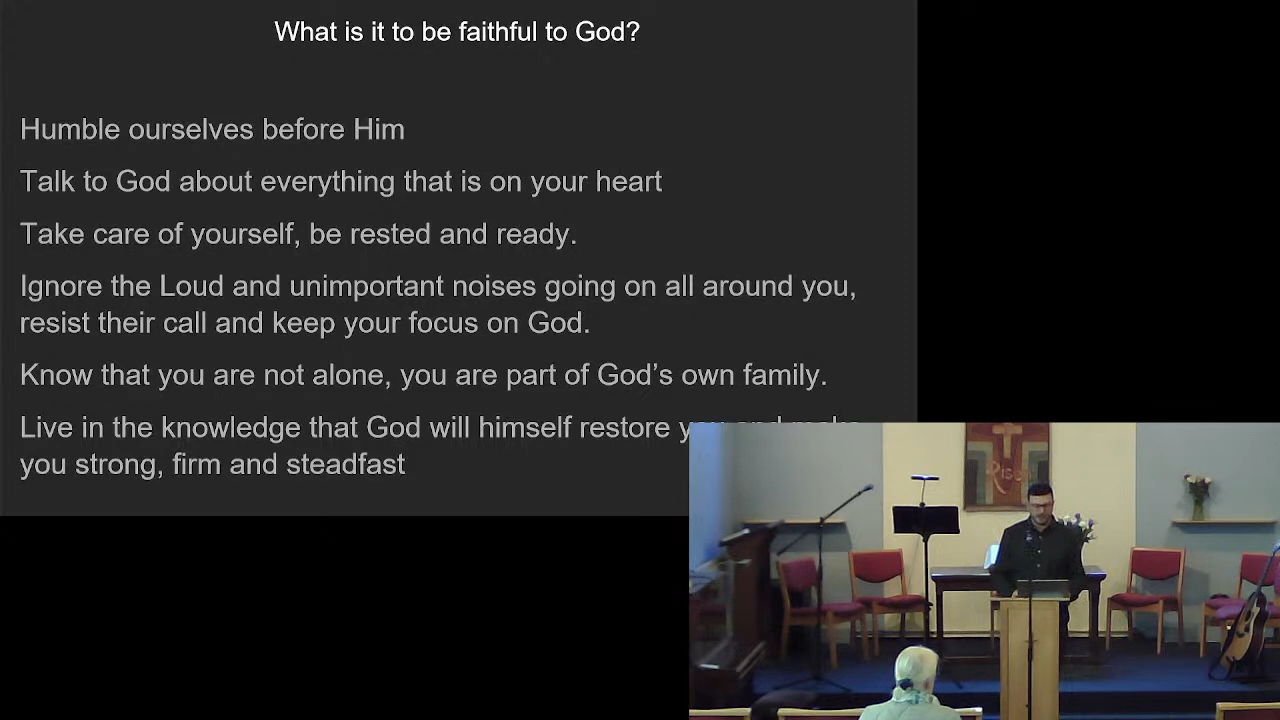 What is it to be faithful to God?
Humble ourselves before Him
Talk to God about everything that is on your heart
Take care of yourself, be rested and ready.
Ignore the Loud and unimportant noises going on all around you,
resist their call and keep your focus on God.
Know that you are not alone, you are part of God's own family.
Live in the knowledge that God will himself restore you and make
you strong, firm and steadfast
Risen